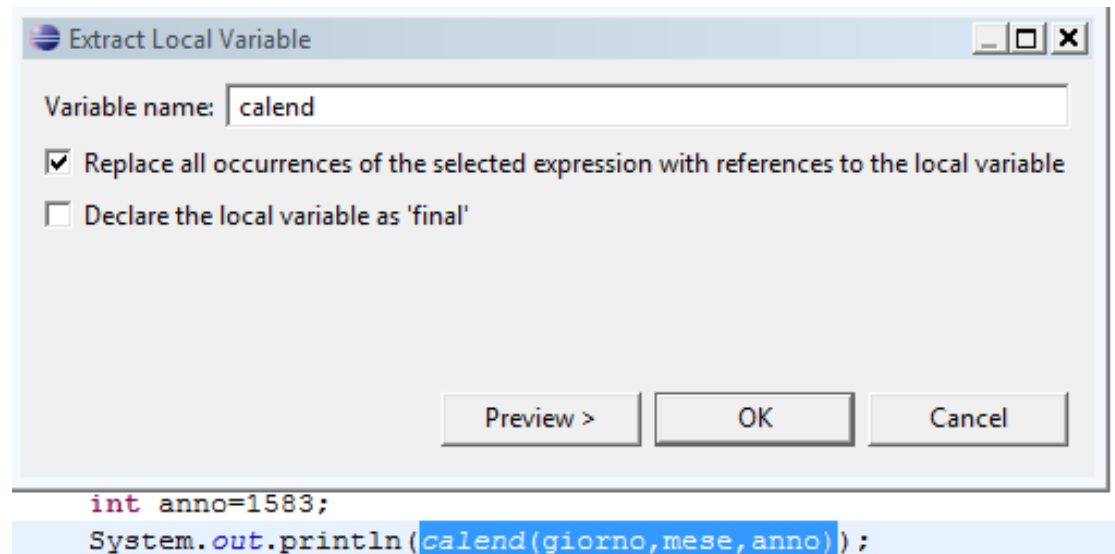 Extract Local Variable
Variable name: calend
Replace all occurrences of the selected expression with references to the local variable
Declare the local variable as 'final'
Preview > OK Cancel
int anno=1583;
System.out.println(calend(giorno,mese,anno));